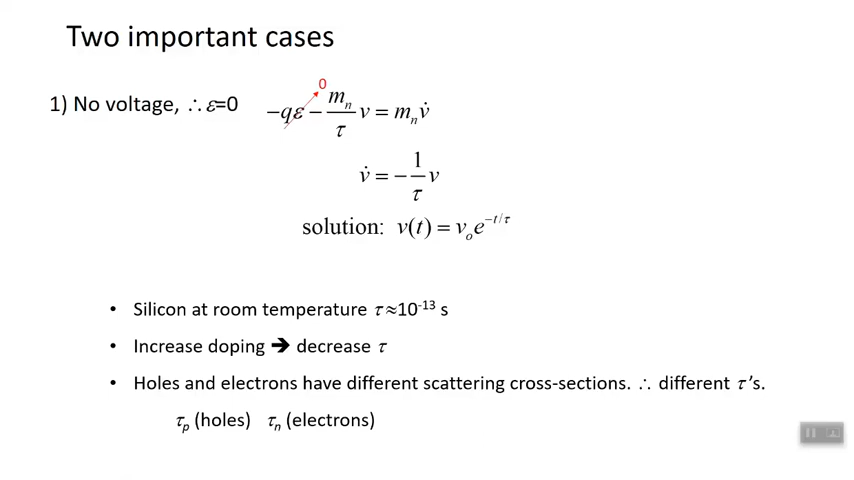 Two important cases
1) No voltage, ∴ ε=0
0
−qε − mₙ/τ v = mₙv̇
v̇ = − 1/τ v
solution: v(t) = vₒe^(−t/τ)
• Silicon at room temperature τ≈10⁻¹³ s
• Increase doping ➔ decrease τ
• Holes and electrons have different scattering cross-sections. ∴ different τ's.
τₚ (holes) τₙ (electrons)